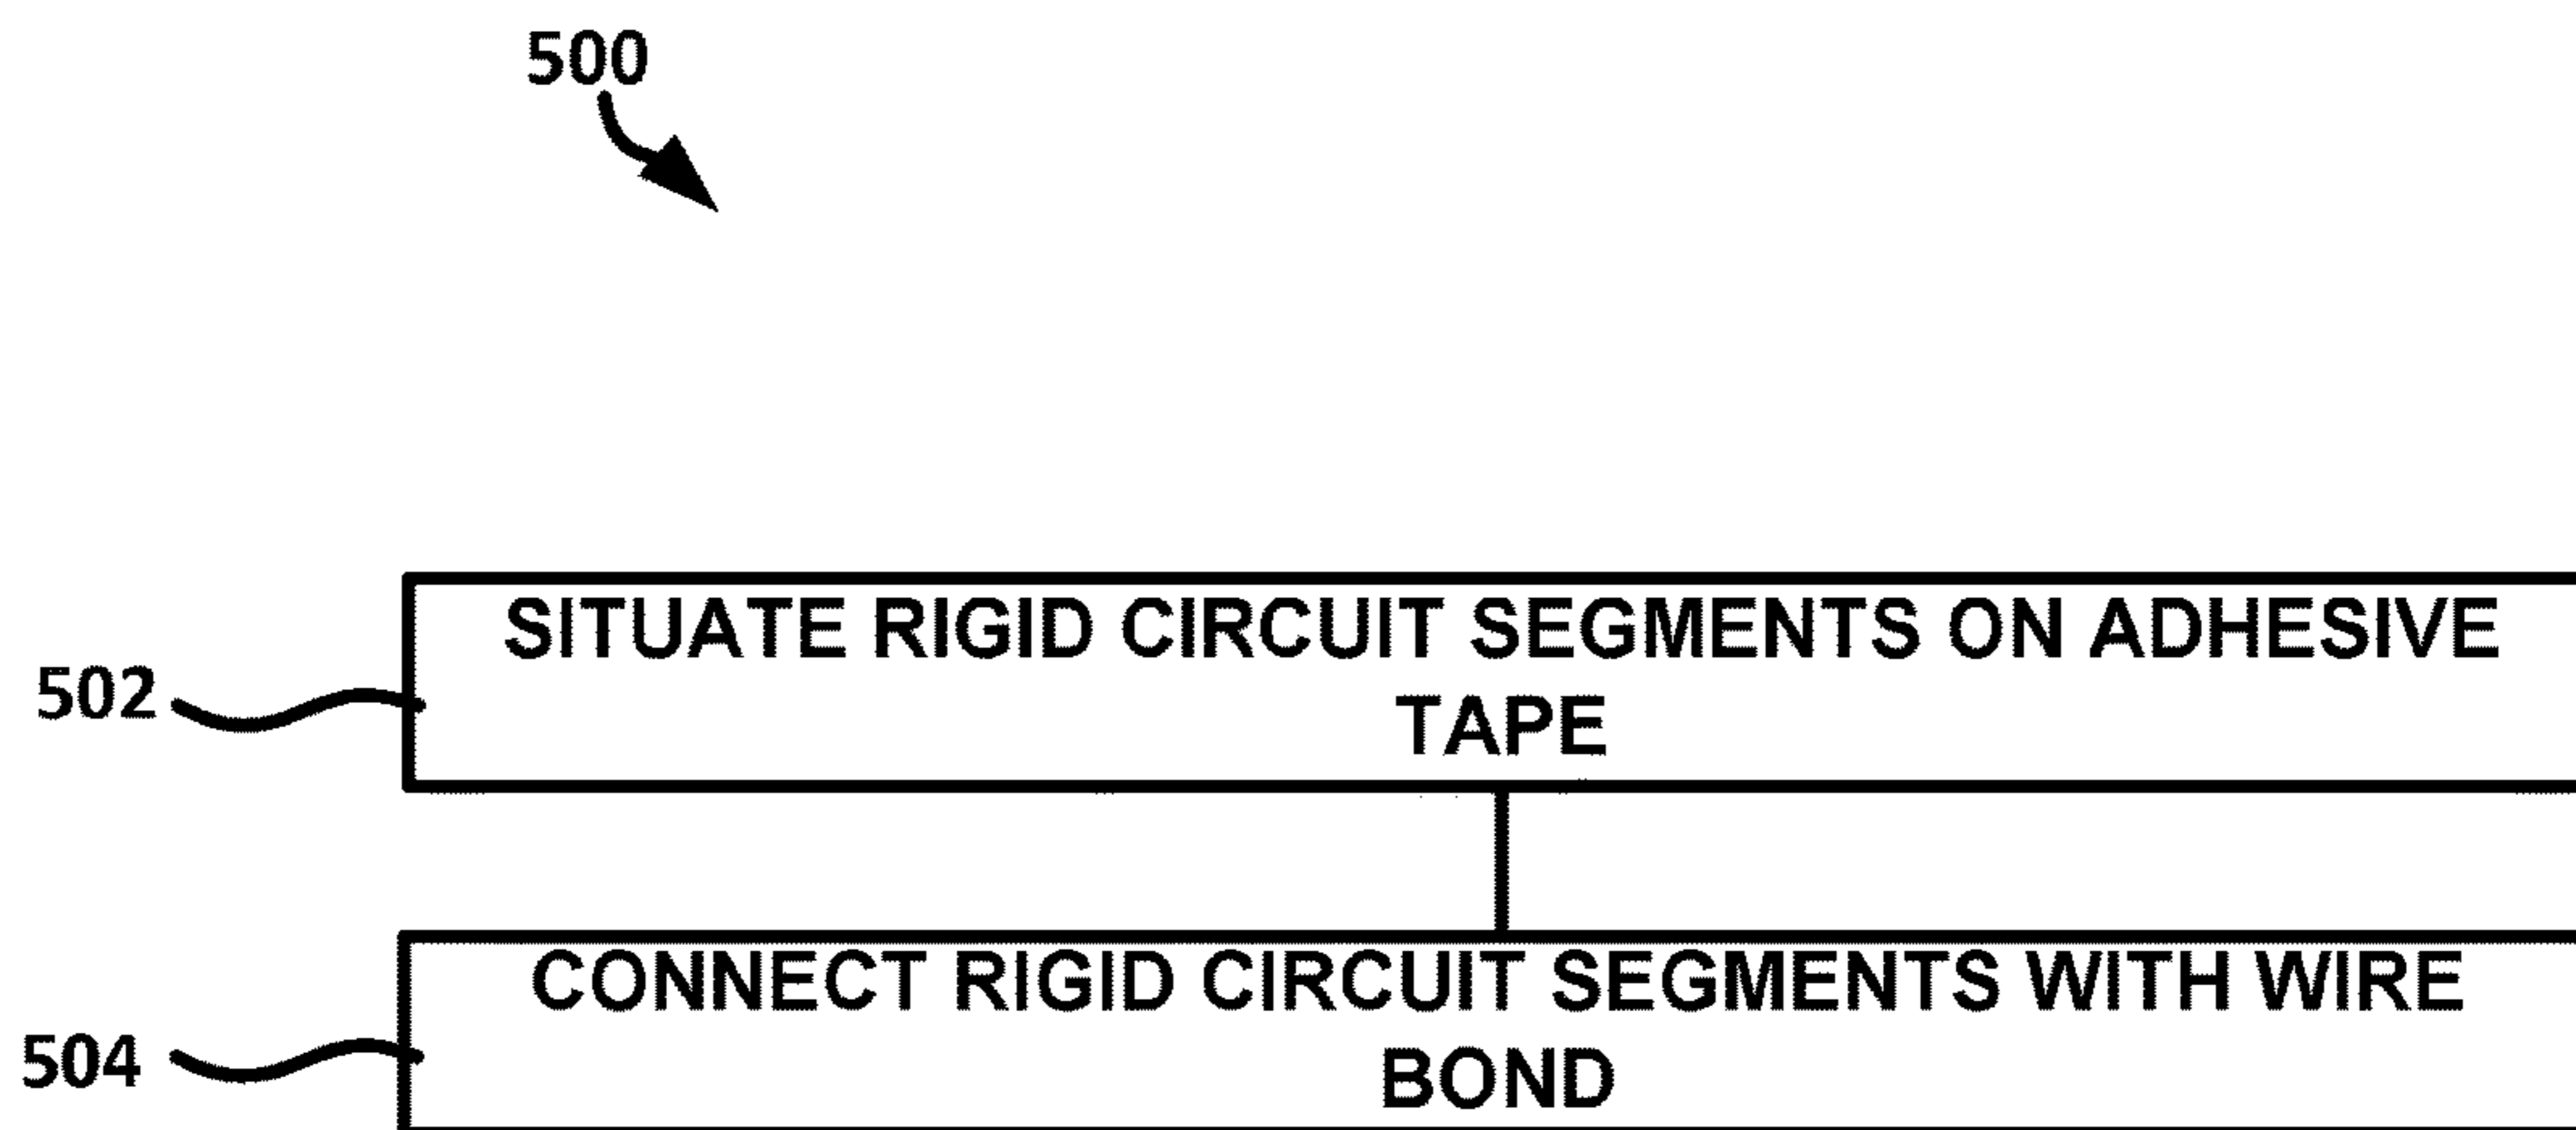 500
SITUATE RIGID CIRCUIT SEGMENTS ON ADHESIVE
TAPE
502
CONNECT RIGID CIRCUIT SEGMENTS WITH WIRE
BOND
504